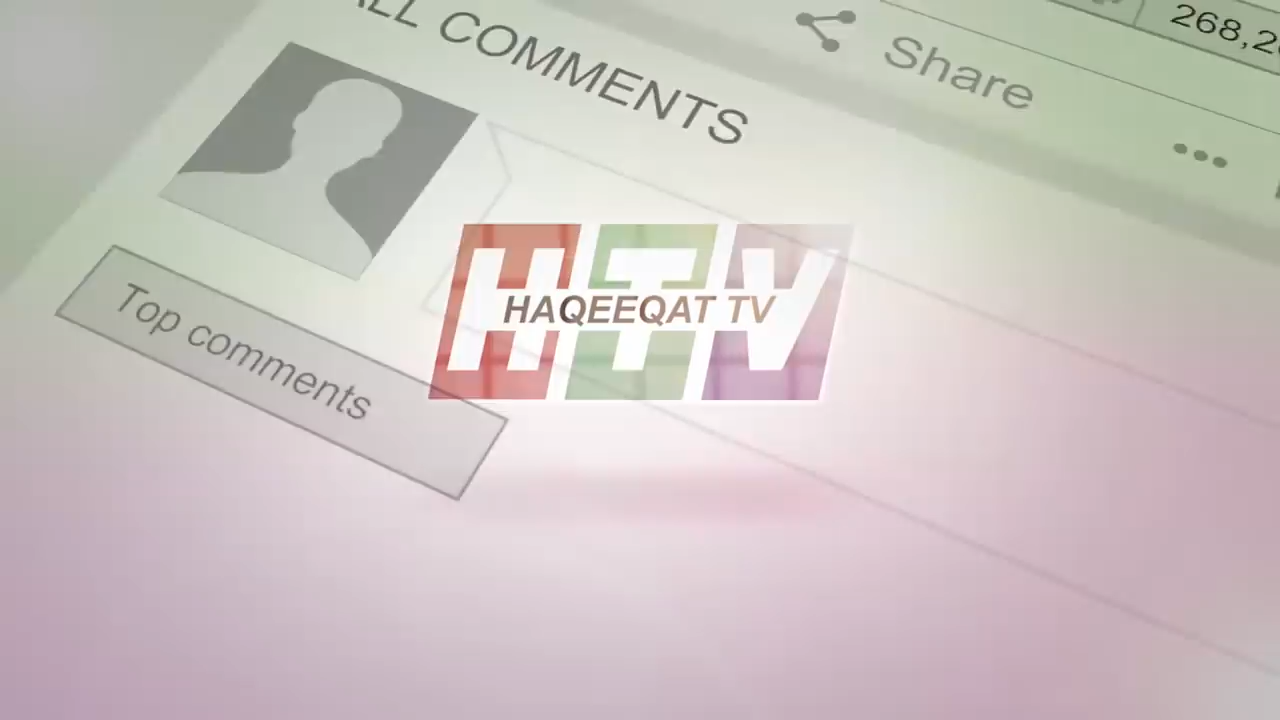 ALL COMMENTS
Share
268,2
•••
Top comments
HTV
HAQEEQAT TV